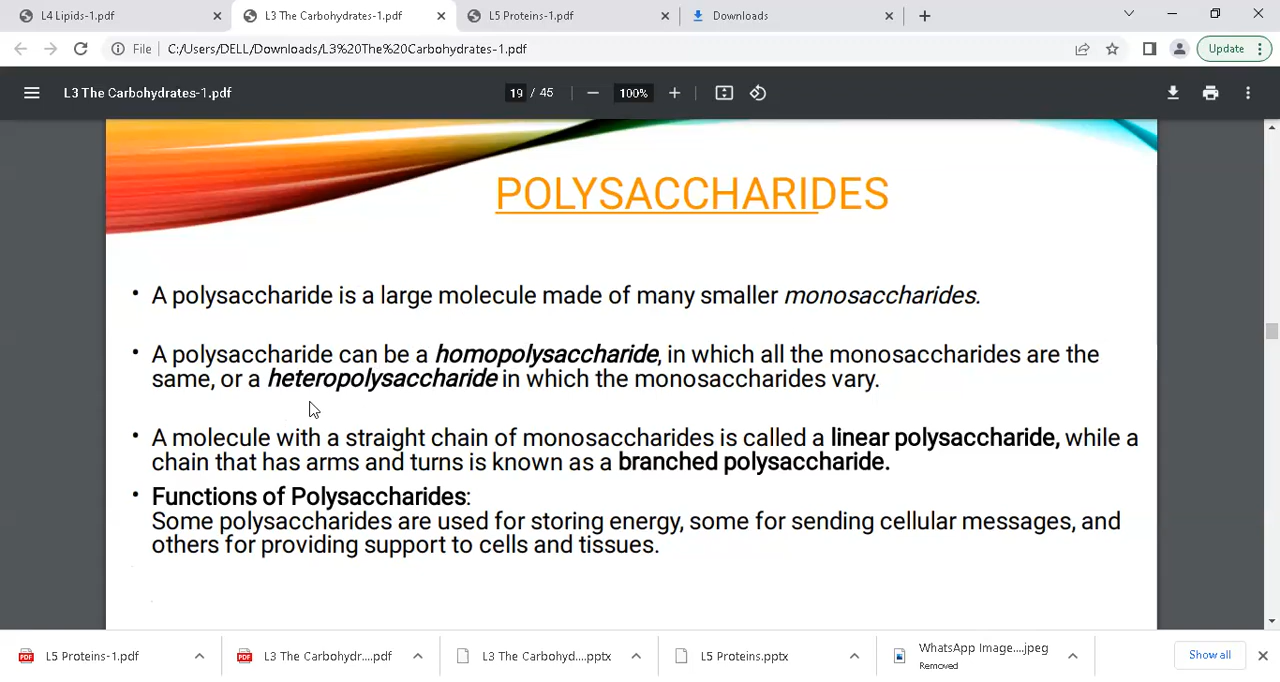 L4 Lipids-1.pdf
L3 The Carbohydrates-1.pdf
L5 Proteins-1.pdf
Downloads
File C:/Users/DELL/Downloads/L3%20The%20Carbohydrates-1.pdf
Update
L3 The Carbohydrates-1.pdf
19 / 45
100%
POLYSACCHARIDES
• A polysaccharide is a large molecule made of many smaller monosaccharides.
• A polysaccharide can be a homopolysaccharide, in which all the monosaccharides are the
same, or a heteropolysaccharide in which the monosaccharides vary.
• A molecule with a straight chain of monosaccharides is called a linear polysaccharide, while a
chain that has arms and turns is known as a branched polysaccharide.
• Functions of Polysaccharides:
Some polysaccharides are used for storing energy, some for sending cellular messages, and
others for providing support to cells and tissues.
PDF L5 Proteins-1.pdf
PDF L3 The Carbohydr....pdf
L3 The Carbohyd....pptx
L5 Proteins.pptx
WhatsApp Image....jpeg
Removed
Show all